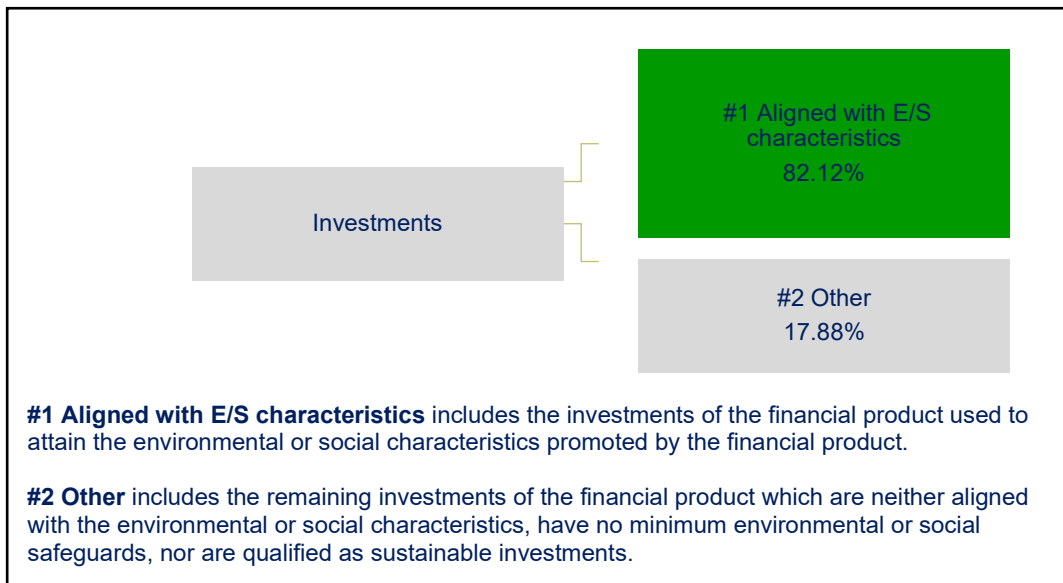 #1 Aligned with E/S
characteristics
82.12%
Investments
#2 Other
17.88%
#1 Aligned with E/S characteristics includes the investments of the financial product used to
attain the environmental or social characteristics promoted by the financial product.
#2 Other includes the remaining investments of the financial product which are neither aligned
with the environmental or social characteristics, have no minimum environmental or social
safeguards, nor are qualified as sustainable investments.